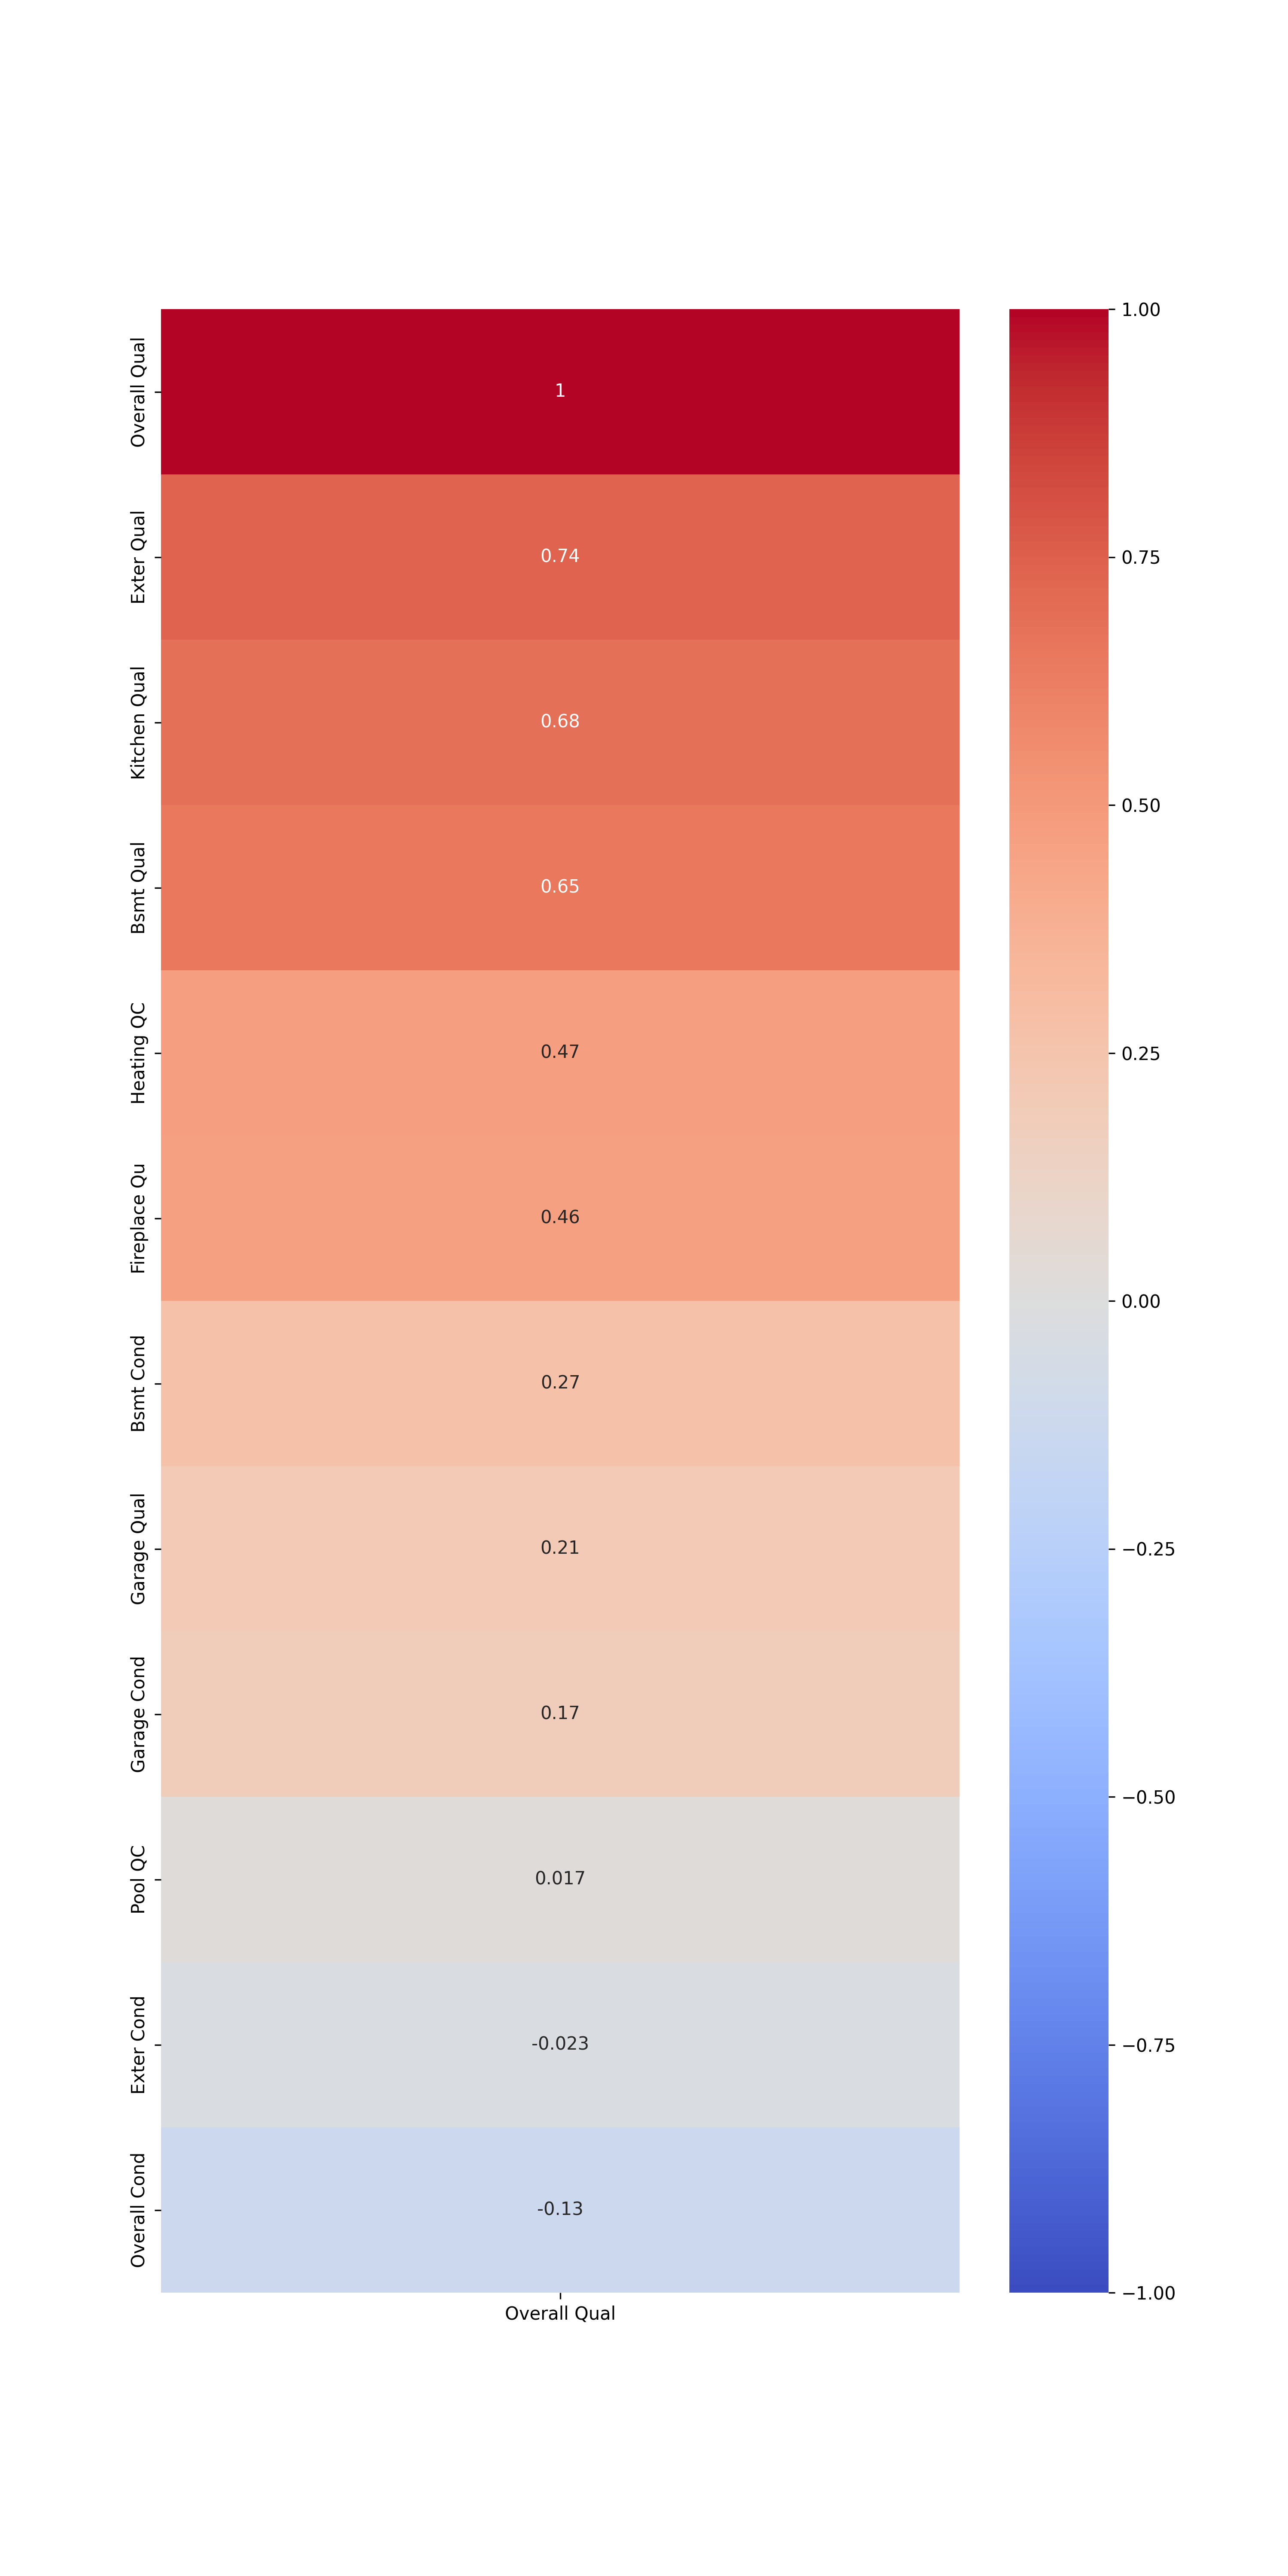 Overall Qual
1
Exter Qual
0.74
Kitchen Qual
0.68
Bsmt Qual
0.65
Heating QC
0.47
Fireplace Qu
0.46
Bsmt Cond
0.27
Garage Qual
0.21
Garage Cond
0.17
Pool QC
0.017
Exter Cond
-0.023
Overall Cond
-0.13
Overall Qual
1.00
0.75
0.50
0.25
0.00
−0.25
−0.50
−0.75
−1.00